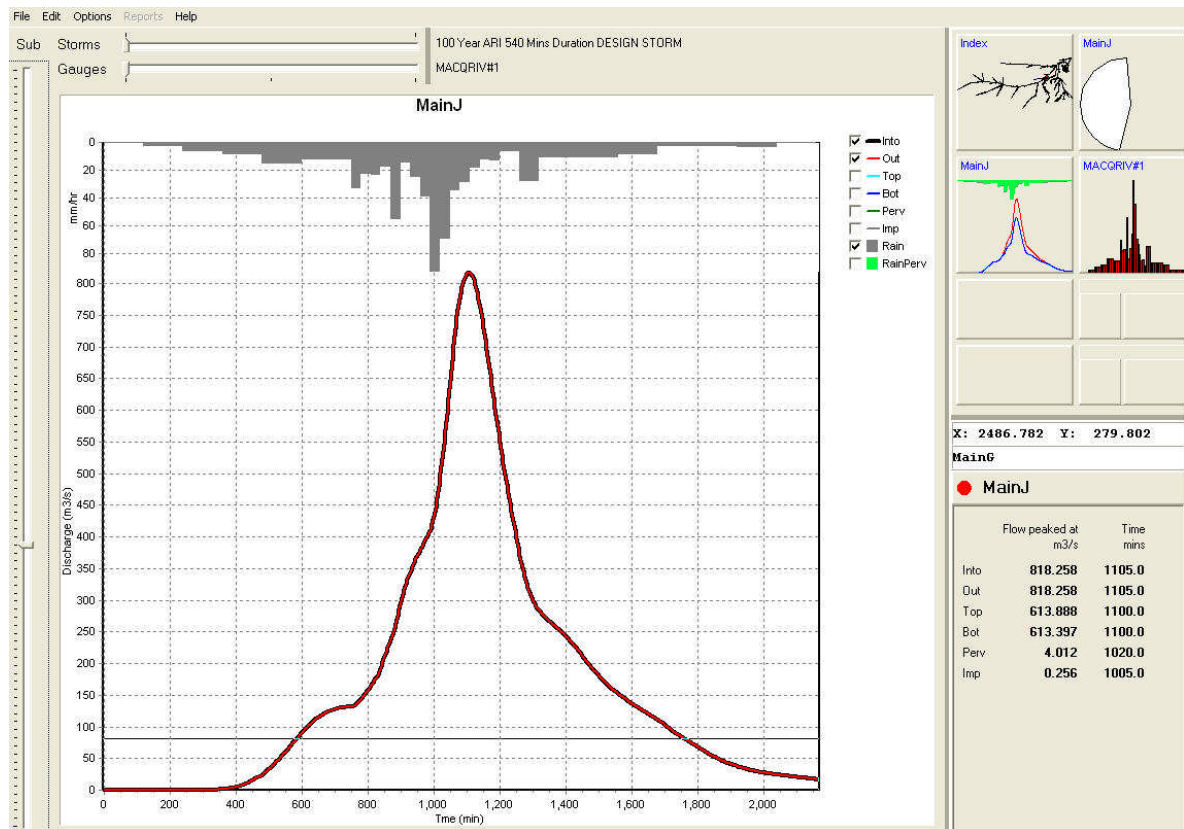 File Edit Options Reports Help
Sub Storms 100 Year ARI 540 Mins Duration DESIGN STORM
Gauges MACQRIV#1
MainJ
0
20
40
60
80
mm/hr
800
750
700
650
600
550
500
450
400
350
300
250
200
150
100
50
0
Discharge (m3/s)
0 200 400 600 800 1,000 1,200 1,400 1,600 1,800 2,000
Tme (min)
Into
Out
Top
Bot
Perv
Imp
Rain
RainPerv
Index MainJ
MainJ MACQRIV#1
X: 2486.782 Y: 279.802
MainG
MainJ
Flow peaked at Time
m3/s mins
Into 818.258 1105.0
Out 818.258 1105.0
Top 613.888 1100.0
Bot 613.397 1100.0
Perv 4.012 1020.0
Imp 0.256 1005.0